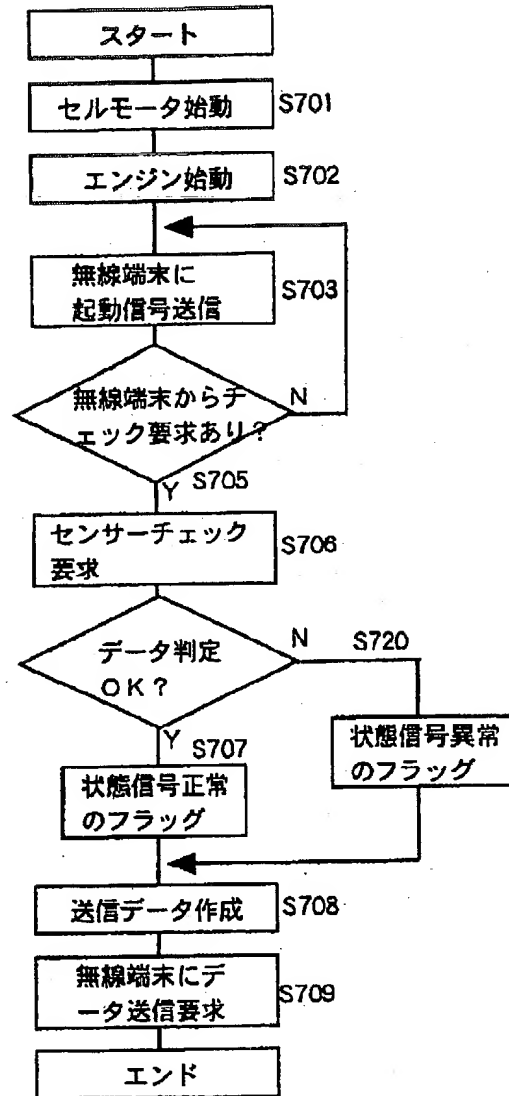 スタート
セルモータ始動 S701
エンジン始動 S702
無線端末に
起動信号送信 S703
無線端末からチ N
ェック要求あり?
Y S705
センサーチェック
要求 S706
データ判定 N S720
OK?
Y S707
状態信号正常
のフラッグ
状態信号異常
のフラッグ
送信データ作成 S708
無線端末にデ
ータ送信要求 S709
エンド